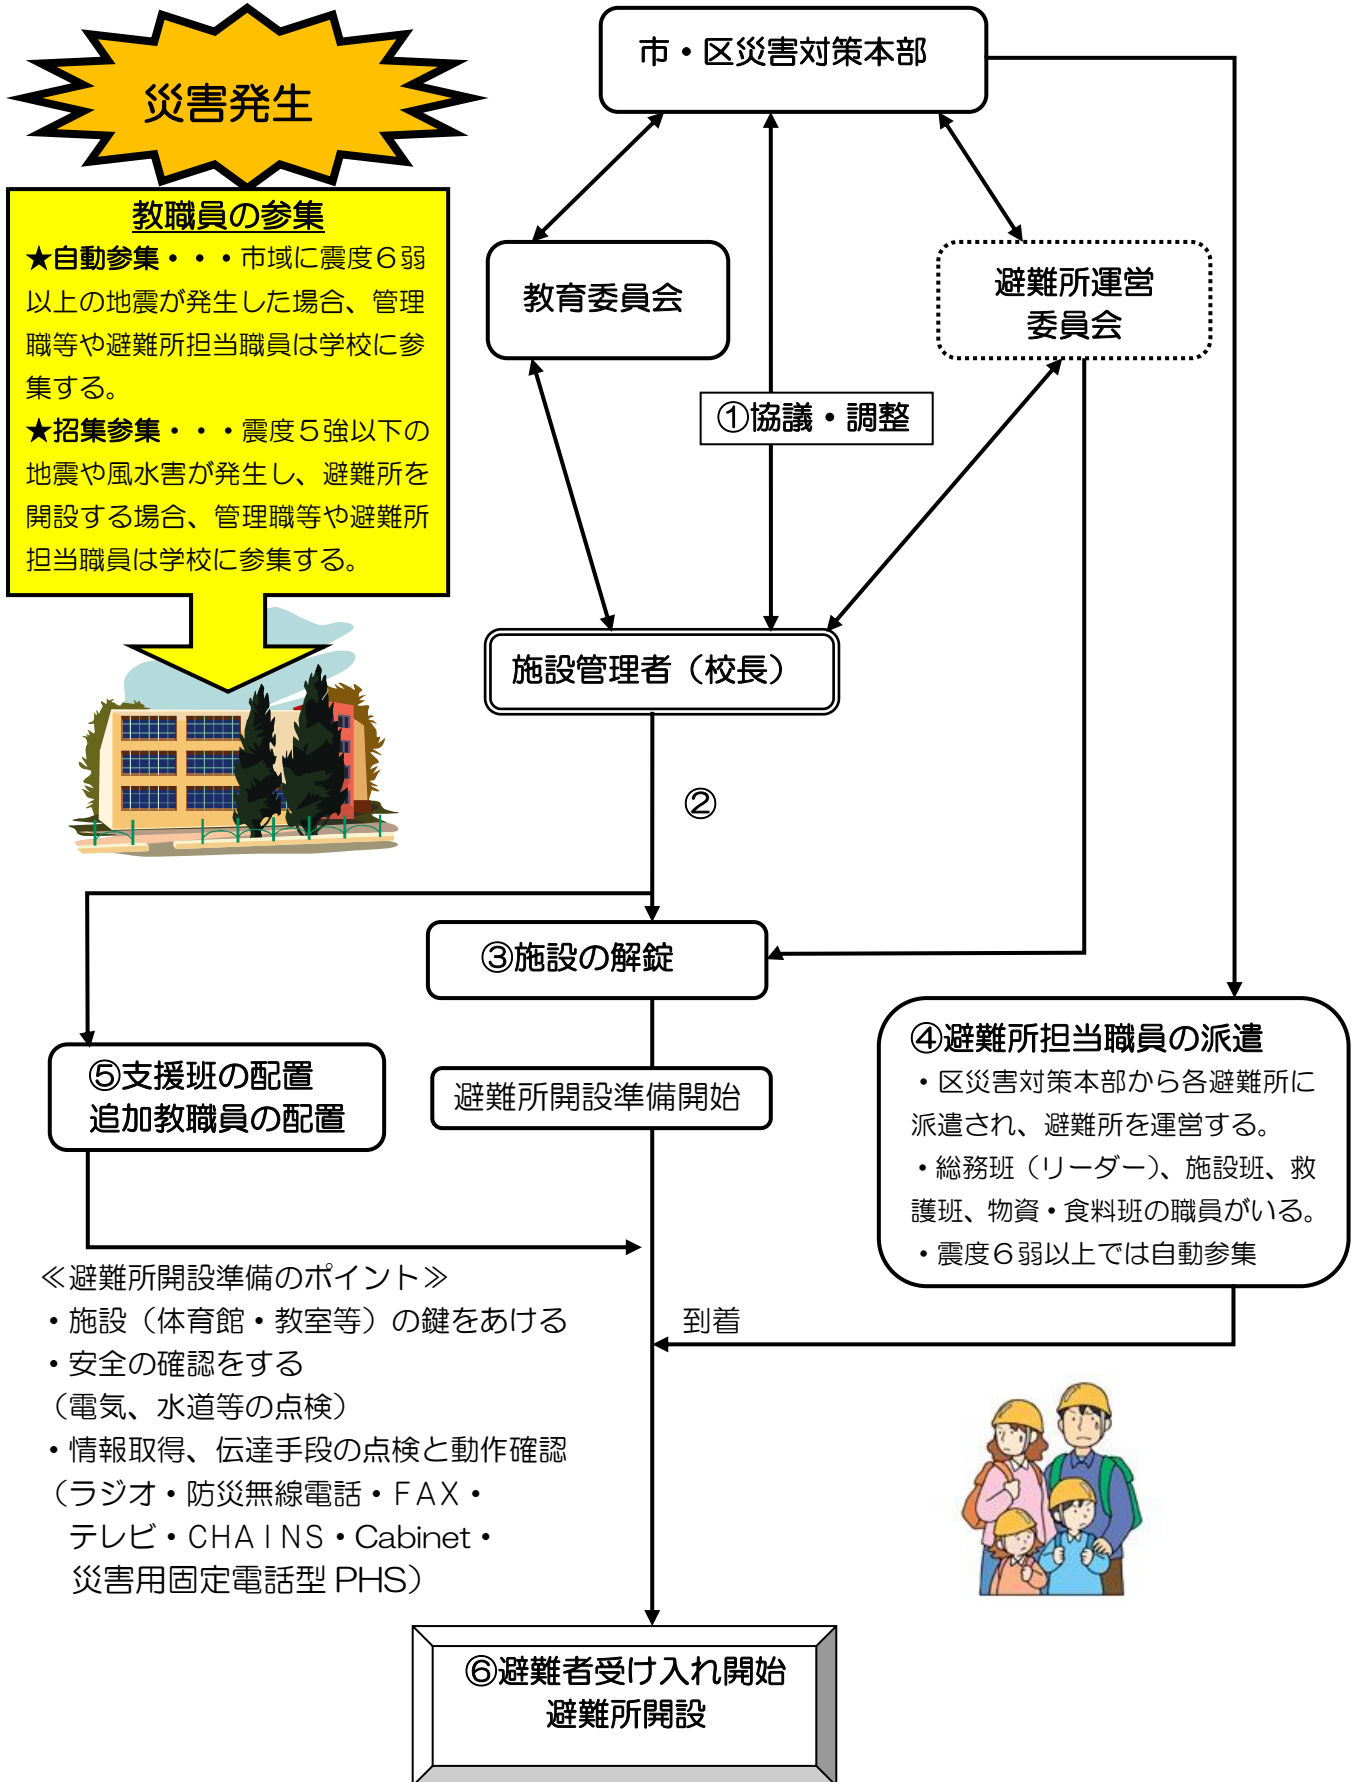 災害発生
教職員の参集
★自動参集・・・市域に震度６弱
以上の地震が発生した場合、管理
職等や避難所担当職員は学校に参
集する。
★招集参集・・・震度５強以下の
地震や風水害が発生し、避難所を
開設する場合、管理職等や避難所
担当職員は学校に参集する。
市・区災害対策本部
教育委員会
避難所運営
委員会
①協議・調整
施設管理者（校長）
②
③施設の解錠
避難所開設準備開始
④避難所担当職員の派遣
・区災害対策本部から各避難所に
派遣され、避難所を運営する。
・総務班（リーダー）、施設班、救
護班、物資・食料班の職員がいる。
・震度６弱以上では自動参集
⑤支援班の配置
追加教職員の配置
到着
≪避難所開設準備のポイント≫
・施設（体育館・教室等）の鍵をあける
・安全の確認をする
（電気、水道等の点検）
・情報取得、伝達手段の点検と動作確認
（ラジオ・防災無線電話・ＦＡＸ・
テレビ・ＣＨＡＩＮＳ・Cabinet・
災害用固定電話型 PHS）
⑥避難者受け入れ開始
避難所開設